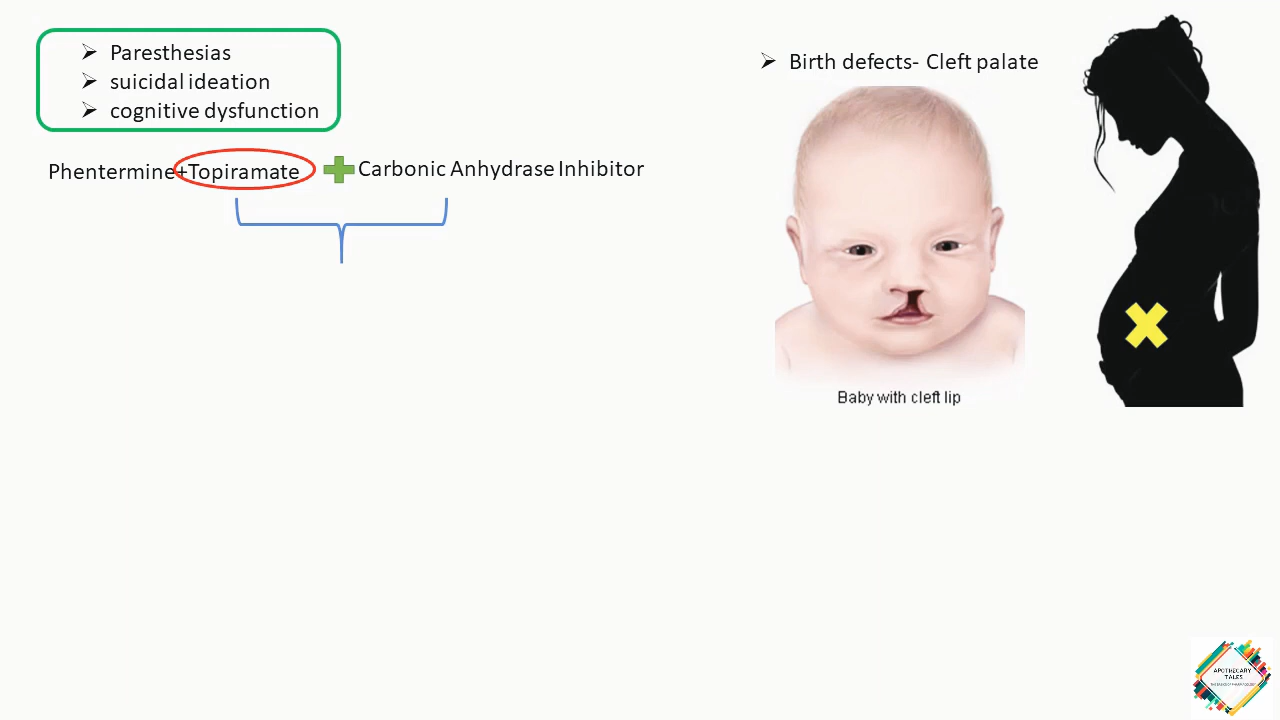 ➢ Paresthesias
➢ suicidal ideation
➢ cognitive dysfunction
Phentermine+Topiramate
Carbonic Anhydrase Inhibitor
➢ Birth defects- Cleft palate
Baby with cleft lip
APOTHECARY
TALES